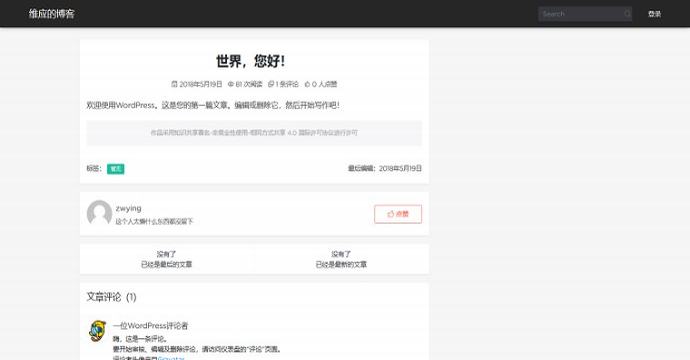 维应的博客
Search
登录
世界，您好！
2018年5月19日 81 次阅读 1 条评论 0 人点赞
欢迎使用WordPress。这是您的第一篇文章。编辑或删除它，然后开始写作吧！
作品采用知识共享署名-非商业性使用-相同方式共享 4.0 国际许可协议进行许可
标签： 暂无
最后编辑：2018年5月19日
zwying
这个人太懒什么东西都没留下
点赞
没有了
已经是最后的文章
没有了
已经是最新的文章
文章评论（1）
一位WordPress评论者
嗨，这是一条评论。
要开始审核、编辑及删除评论，请访问仪表盘的“评论”页面。
评论者头像来自Gravatar